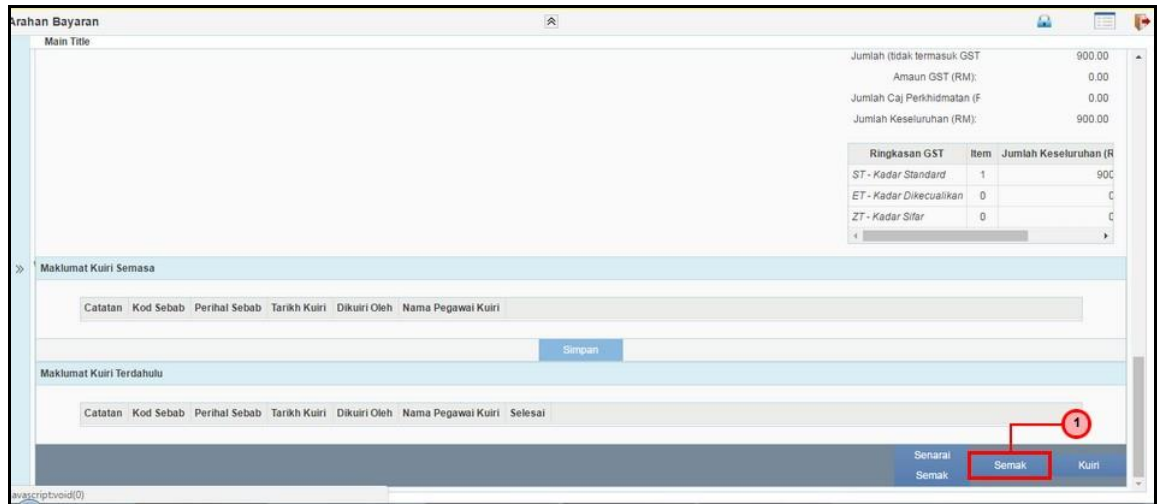 Arahan Bayaran
Main Title
Jumlah (tidak termasuk GST 900.00
Amaun GST (RM): 0.00
Jumlah Caj Perkhidmatan (F 0.00
Jumlah Keseluruhan (RM): 900.00
Ringkasan GST Item Jumlah Keseluruhan (R
ST - Kadar Standard 1 900
ET - Kadar Dikecualikan 0 0
ZT - Kadar Sifar 0 0
Maklumat Kuiri Semasa
Catatan Kod Sebab Perihal Sebab Tarikh Kuiri Dikuiri Oleh Nama Pegawai Kuiri
Simpan
Maklumat Kuiri Terdahulu
Catatan Kod Sebab Perihal Sebab Tarikh Kuiri Dikuiri Oleh Nama Pegawai Kuiri Selesai
1
Senarai Semak
Semak
Kuiri
avascript:void(0)